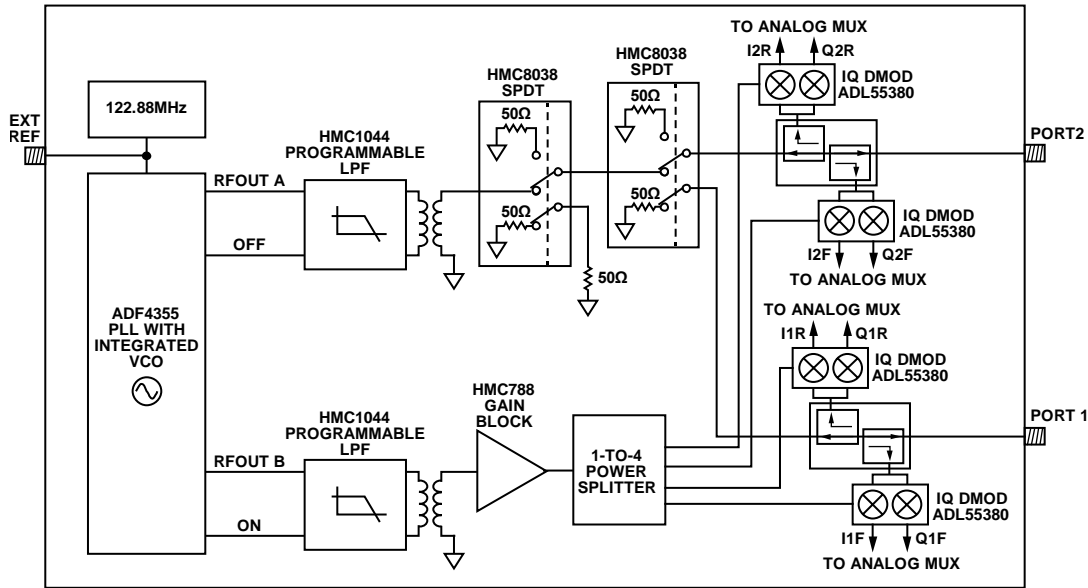 TO ANALOG MUX
I2R
Q2R
IQ DMOD
ADL55380
HMC8038
SPDT
50Ω
50Ω
HMC8038
SPDT
50Ω
50Ω
50Ω
122.88MHz
EXT
REF
HMC1044
PROGRAMMABLE
LPF
RFOUT A
OFF
PORT2
IQ DMOD
ADL55380
I2F
Q2F
TO ANALOG MUX
ADF4355
PLL WITH
INTEGRATED
VCO
TO ANALOG MUX
I1R
Q1R
IQ DMOD
ADL55380
HMC1044
PROGRAMMABLE
LPF
RFOUT B
ON
HMC788
GAIN
BLOCK
1-TO-4
POWER
SPLITTER
PORT 1
IQ DMOD
ADL55380
I1F
Q1F
TO ANALOG MUX